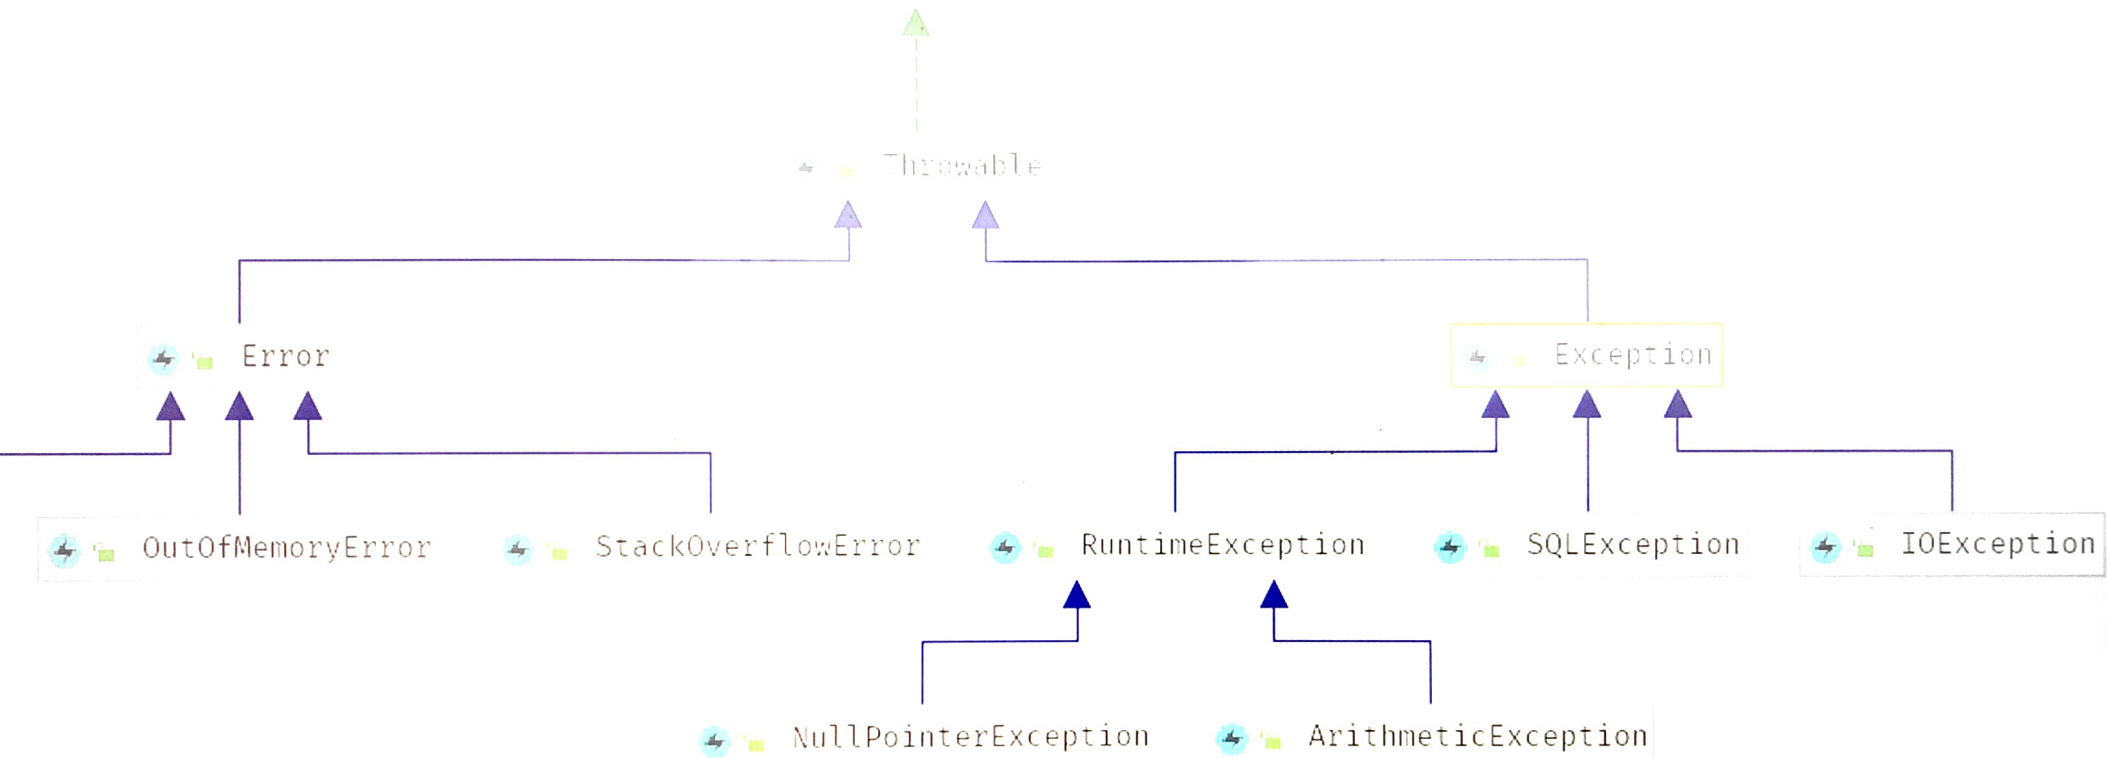 Throwable
Error
Exception
OutOfMemoryError
StackOverflowError
RuntimeException
SQLException
IOException
NullPointerException
ArithmeticException